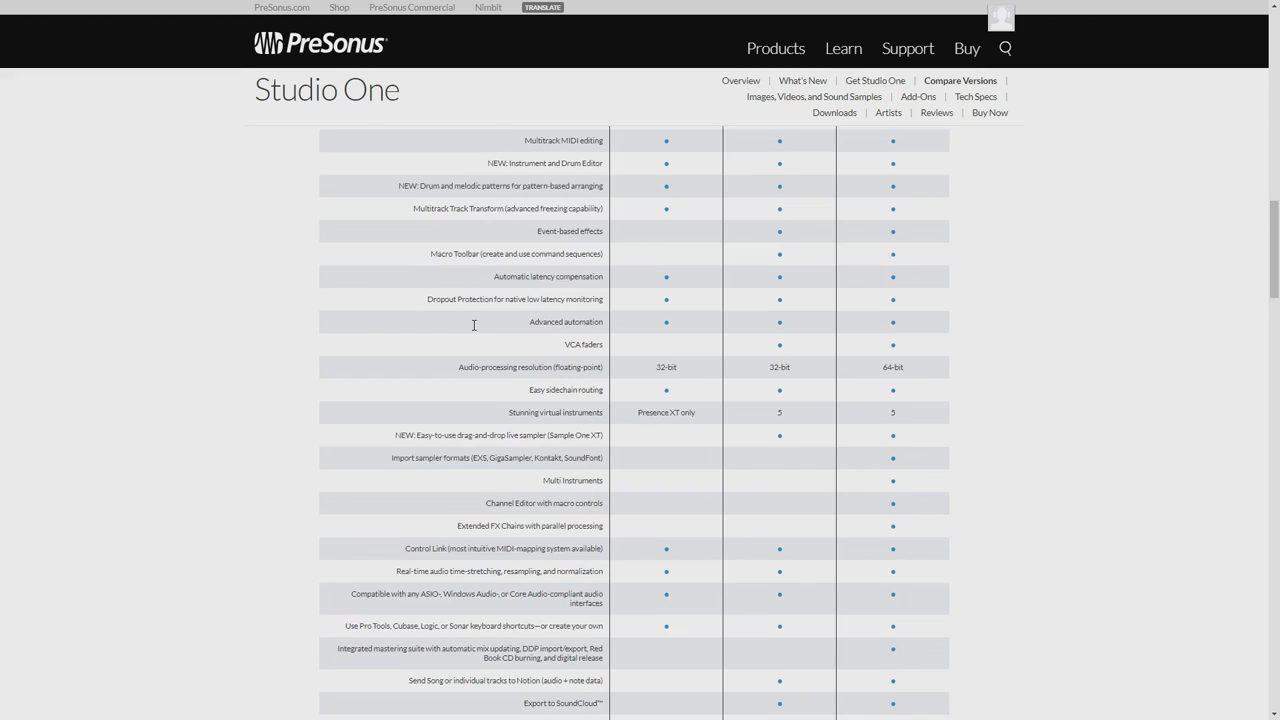 PreSonus.com Shop PreSonus Commercial Nimbit TRANSLATE
PreSonus Products Learn Support Buy
Studio One
Overview | What's New | Get Studio One | Compare Versions |
Images, Videos, and Sound Samples | Add-Ons | Tech Specs |
Downloads | Artists | Reviews | Buy Now
Multitrack MIDI editing • • •
NEW: Instrument and Drum Editor • • •
NEW: Drum and melodic patterns for pattern-based arranging • • •
Multitrack Track Transform (advanced freezing capability) • • •
Event-based effects • •
Macro Toolbar (create and use command sequences) • •
Automatic latency compensation • • •
Dropout Protection for native low latency monitoring • • •
Advanced automation • • •
VCA faders • •
Audio-processing resolution (floating-point) 32-bit 32-bit 64-bit
Easy sidechain routing • • •
Stunning virtual instruments Presence XT only 5 5
NEW: Easy-to-use drag-and-drop live sampler (Sample One XT) • •
Import sampler formats (EXS, GigaSampler, Kontakt, SoundFont) •
Multi Instruments •
Channel Editor with macro controls •
Extended FX Chains with parallel processing •
Control Link (most intuitive MIDI-mapping system available) • • •
Real-time audio time-stretching, resampling, and normalization • • •
Compatible with any ASIO-, Windows Audio-, or Core Audio-compliant audio
interfaces • • •
Use Pro Tools, Cubase, Logic, or Sonar keyboard shortcuts—or create your own • • •
Integrated mastering suite with automatic mix updating, DDP import/export, Red
Book CD burning, and digital release •
Send Song or individual tracks to Notion (audio + note data) • •
Export to SoundCloud™ • •